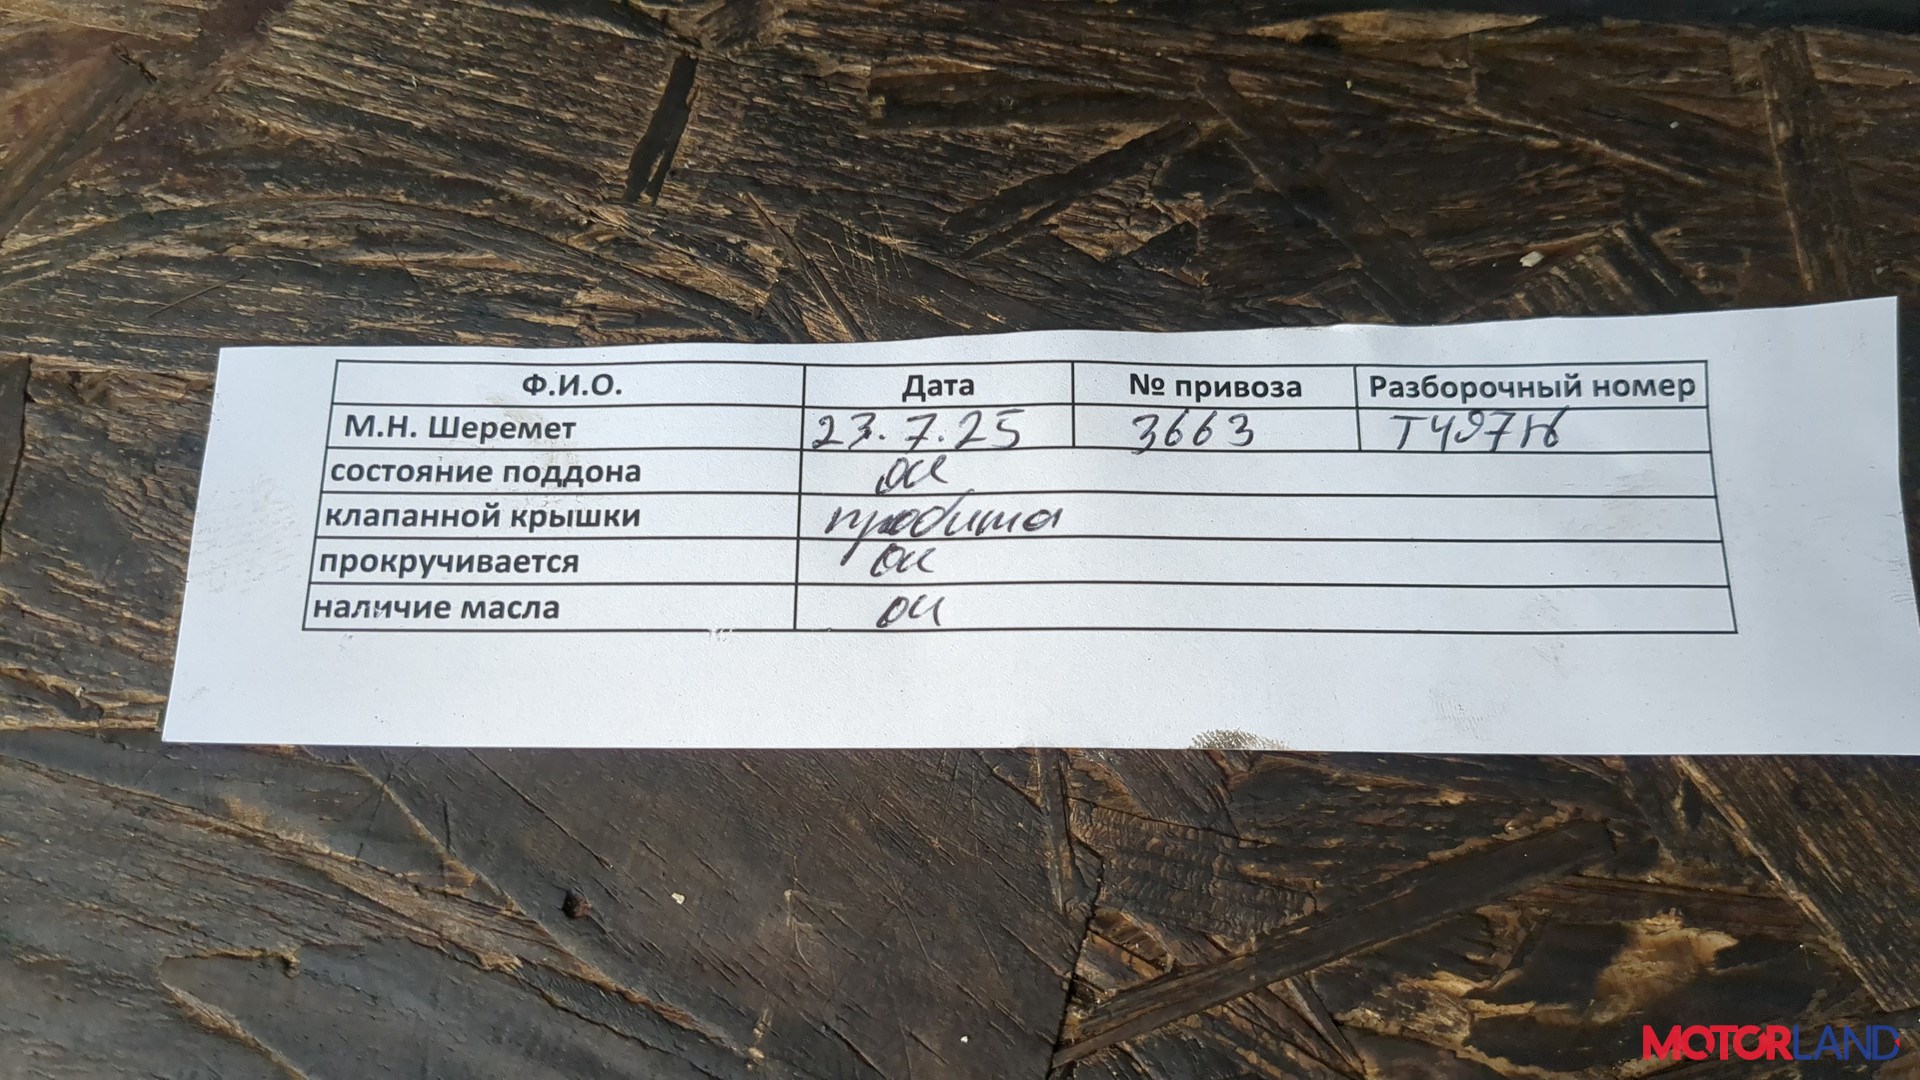 Ф.И.О. Дата № привоза Разборочный номер
М.Н. Шеремет 23.7.25 3663 Т497Н
состояние поддона ок
клапанной крышки пробита
прокручивается ок
наличие масла ок
MOTORLAND